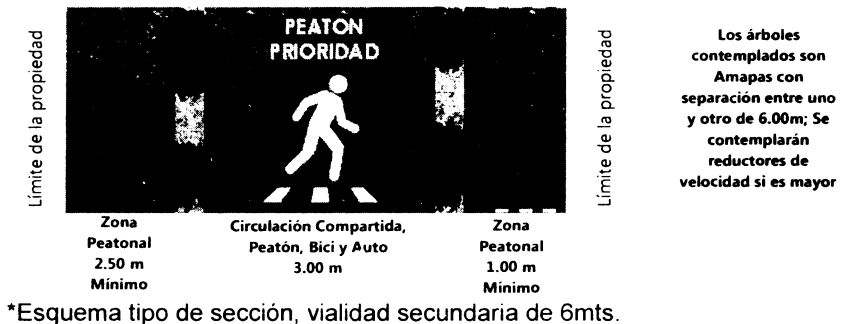 PEATON
PRIORIDAD
Límite de la propiedad
Límite de la propiedad
Los árboles
contemplados son
Amapas con
separación entre uno
y otro de 6.00m; Se
contemplarán
reductores de
velocidad si es mayor
Zona
Peatonal
2.50 m
Mínimo
Circulación Compartida,
Peatón, Bici y Auto
3.00 m
Zona
Peatonal
1.00 m
Mínimo
*Esquema tipo de sección, vialidad secundaria de 6mts.